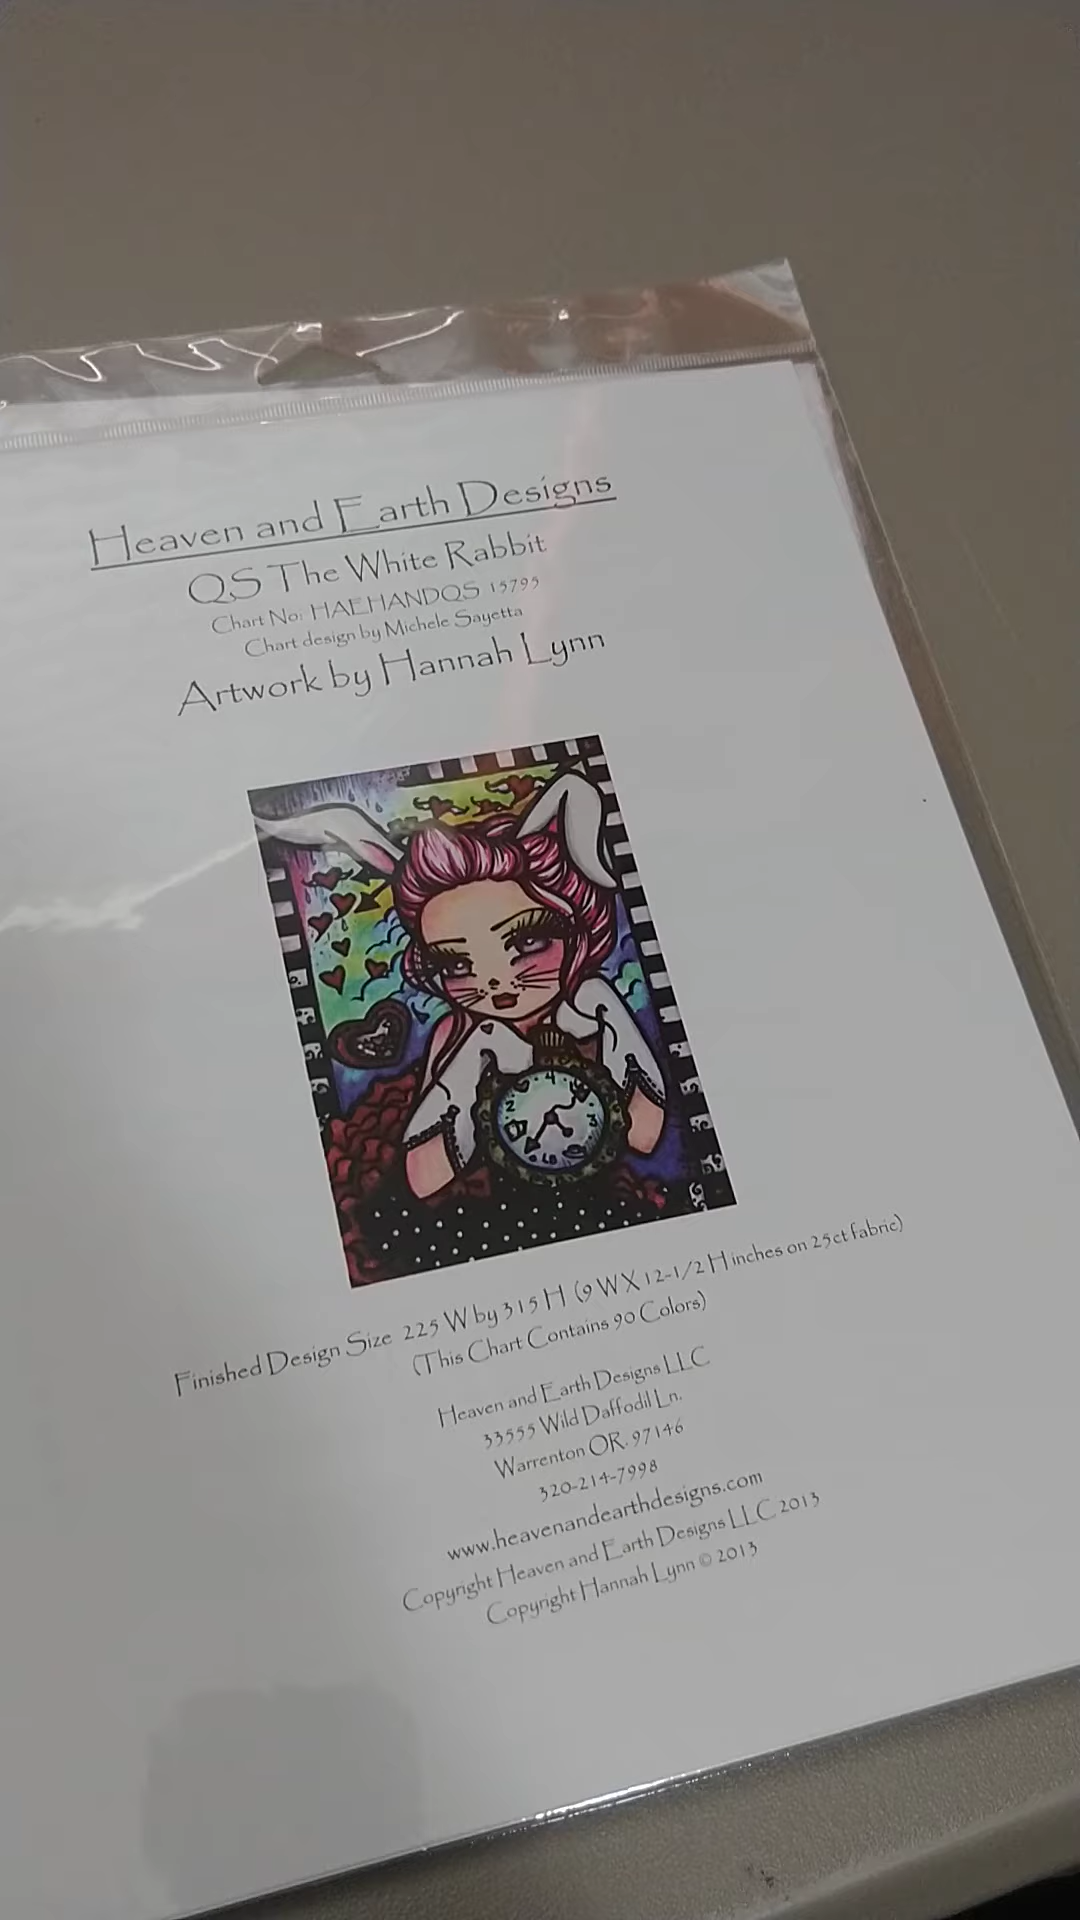 Heaven and Earth Designs
QS The White Rabbit
Chart No: HAEHANDQS 15795
Chart design by Michele Sayetta
Artwork by Hannah Lynn
4
2
3
Finished Design Size 225 W by 315 H (9 W X 12-1/2 H inches on 25ct fabric)
(This Chart Contains 90 Colors)
Heaven and Earth Designs LLC
33555 Wild Daffodil Ln.
Warrenton OR. 97146
320-214-7998
www.heavenandearthdesigns.com
Copyright Heaven and Earth Designs LLC 2013
Copyright Hannah Lynn © 2013